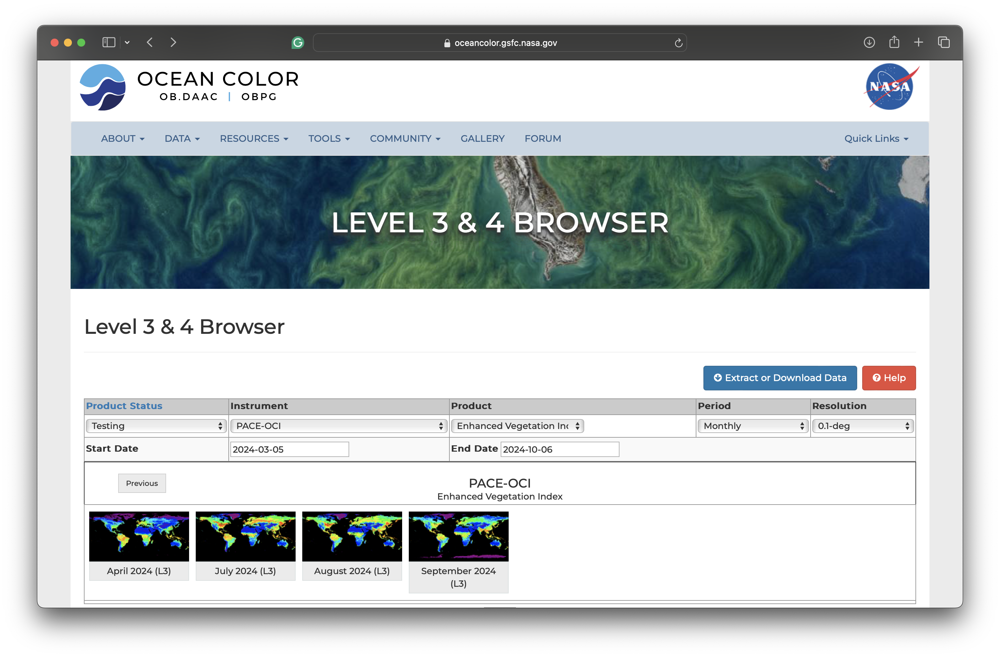 oceancolor.gsfc.nasa.gov
OCEAN COLOR
OB.DAAC | OBPG
NASA
ABOUT DATA RESOURCES TOOLS COMMUNITY GALLERY FORUM Quick Links
LEVEL 3 & 4 BROWSER
Level 3 & 4 Browser
Extract or Download Data Help
Product Status Instrument Product Period Resolution
Testing PACE-OCI Enhanced Vegetation Monthly 0.1-deg
Start Date 2024-03-05 End Date 2024-10-06
Previous PACE-OCI
Enhanced Vegetation Index
April 2024 (L3) July 2024 (L3) August 2024 (L3) September 2024
(L3)